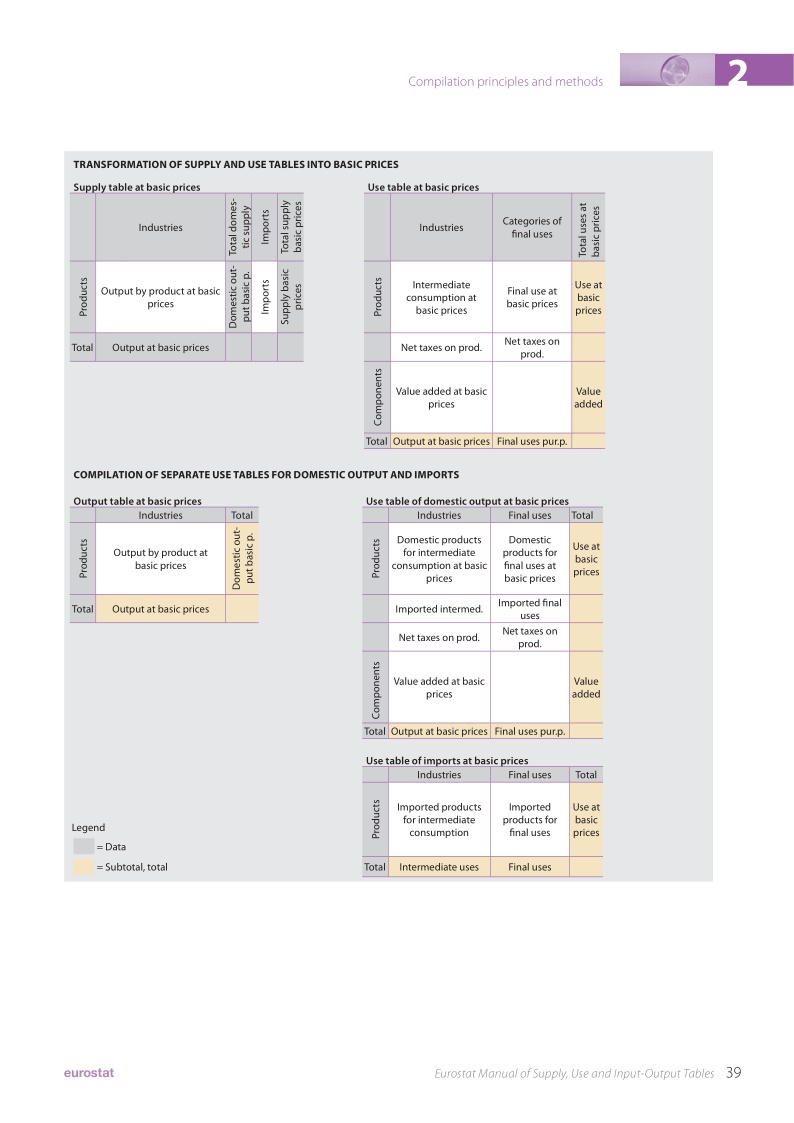 Compilation principles and methods
2
TRANSFORMATION OF SUPPLY AND USE TABLES INTO BASIC PRICES
Supply table at basic prices
Industries
Total domes-
tic supply
Imports
Total supply
basic prices
Products
Output by product at basic
prices
Domestic out-
put basic p.
Imports
Supply basic
prices
Total
Output at basic prices
Use table at basic prices
Industries
Categories of
final uses
Total uses at
basic prices
Products
Intermediate
consumption at
basic prices
Final use at
basic prices
Use at
basic
prices
Net taxes on prod.
Net taxes on
prod.
Components
Value added at basic
prices
Value
added
Total
Output at basic prices
Final uses pur.p.
COMPILATION OF SEPARATE USE TABLES FOR DOMESTIC OUTPUT AND IMPORTS
Output table at basic prices
Industries
Total
Products
Output by product at
basic prices
Domestic out-
put basic p.
Total
Output at basic prices
Use table of domestic output at basic prices
Industries
Final uses
Total
Products
Domestic products
for intermediate
consumption at basic
prices
Domestic
products for
final uses at
basic prices
Use at
basic
prices
Imported intermed.
Imported final
uses
Net taxes on prod.
Net taxes on
prod.
Components
Value added at basic
prices
Value
added
Total
Output at basic prices
Final uses pur.p.
Use table of imports at basic prices
Industries
Final uses
Total
Products
Imported products
for intermediate
consumption
Imported
products for
final uses
Use at
basic
prices
Total
Intermediate uses
Final uses
Legend
= Data
= Subtotal, total
eurostat
Eurostat Manual of Supply, Use and Input-Output Tables 39